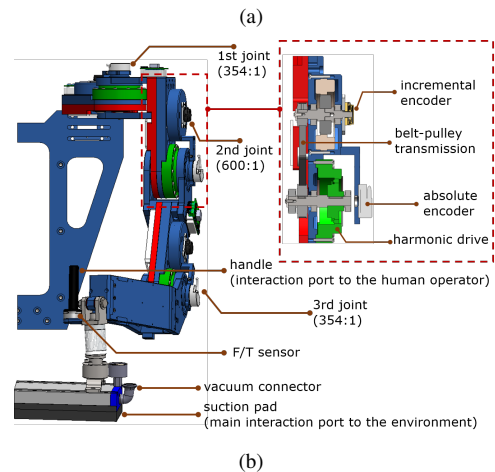 (a)
1st joint
(354:1)
2nd joint
(600:1)
incremental
encoder
belt-pulley
transmission
absolute
encoder
harmonic drive
handle
(interaction port to the human operator)
3rd joint
(354:1)
F/T sensor
vacuum connector
suction pad
(main interaction port to the environment)
(b)